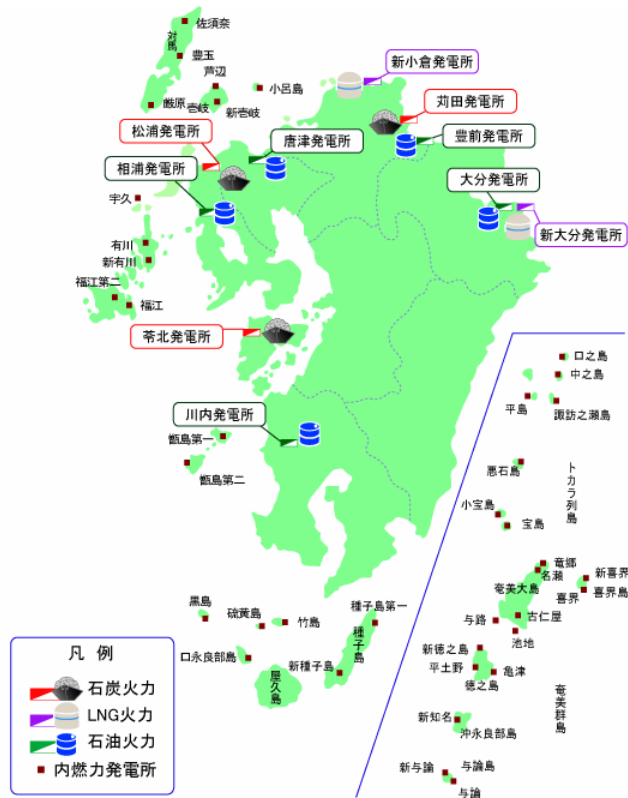 佐須奈
対馬
豊玉
芦辺
小呂島
厳原
壱岐
新壱岐
新小倉発電所
苅田発電所
松浦発電所
唐津発電所
豊前発電所
相浦発電所
大分発電所
宇久
新大分発電所
有川
新有川
福江第二
福江
苓北発電所
川内発電所
甑島第一
甑島第二
口之島
中之島
平島
諏訪之瀬島
悪石島
トカラ列島
小宝島
宝島
竜郷
名瀬
新喜界
奄美大島
喜界
喜界島
古仁屋
与路
池地
新徳之島
平土野
亀津
徳之島
奄美群島
新知名
沖永良部島
新与論
与論島
与論
黒島
硫黄島
竹島
種子島第一
種子島
口永良部島
新種子島
屋久島
凡例
石炭火力
LNG火力
石油火力
内燃力発電所